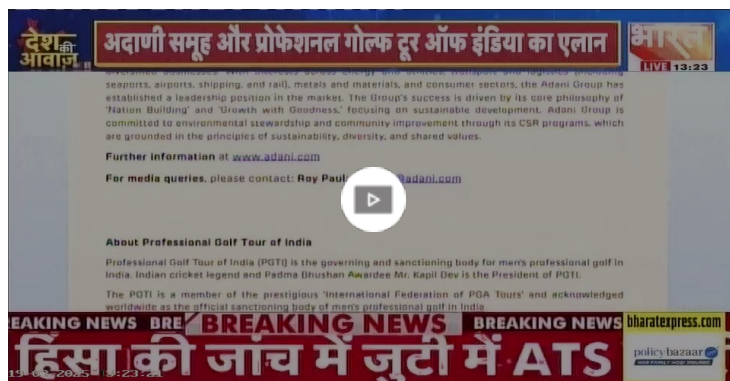 देश की आवाज़
अदाणी समूह और प्रोफेशनल गोल्फ टूर ऑफ इंडिया का एलान
भारत
LIVE 13:23
seaports, airports, shipping, and rail), metals and materials, and consumer sectors, the Adani Group has
established a leadership position in the market. The Group's success is driven by its core philosophy of
'Nation Building' and 'Growth with Goodness,' focusing on sustainable development. Adani Group is
committed to environmental stewardship and community improvement through its CSR programs, which
are grounded in the principles of sustainability, diversity, and shared values.
Further information at www.adani.com
For media queries, please contact: Roy Paul @adani.com
About Professional Golf Tour of India
Professional Golf Tour of India (PGTI) is the governing and sanctioning body for men's professional golf in
India. Indian cricket legend and Padma Bhushan Awardee Mr. Kapil Dev is the President of PGTI.
The PGTI is a member of the prestigious 'International Federation of PGA Tours' and acknowledged
worldwide as the official sanctioning body of men's professional golf in India
EAKING NEWS BRE BREAKING NEWS BREAKING NEWS
bharatexpress.com
हिंसा की जांच में जुटी में ATS
policybazaar